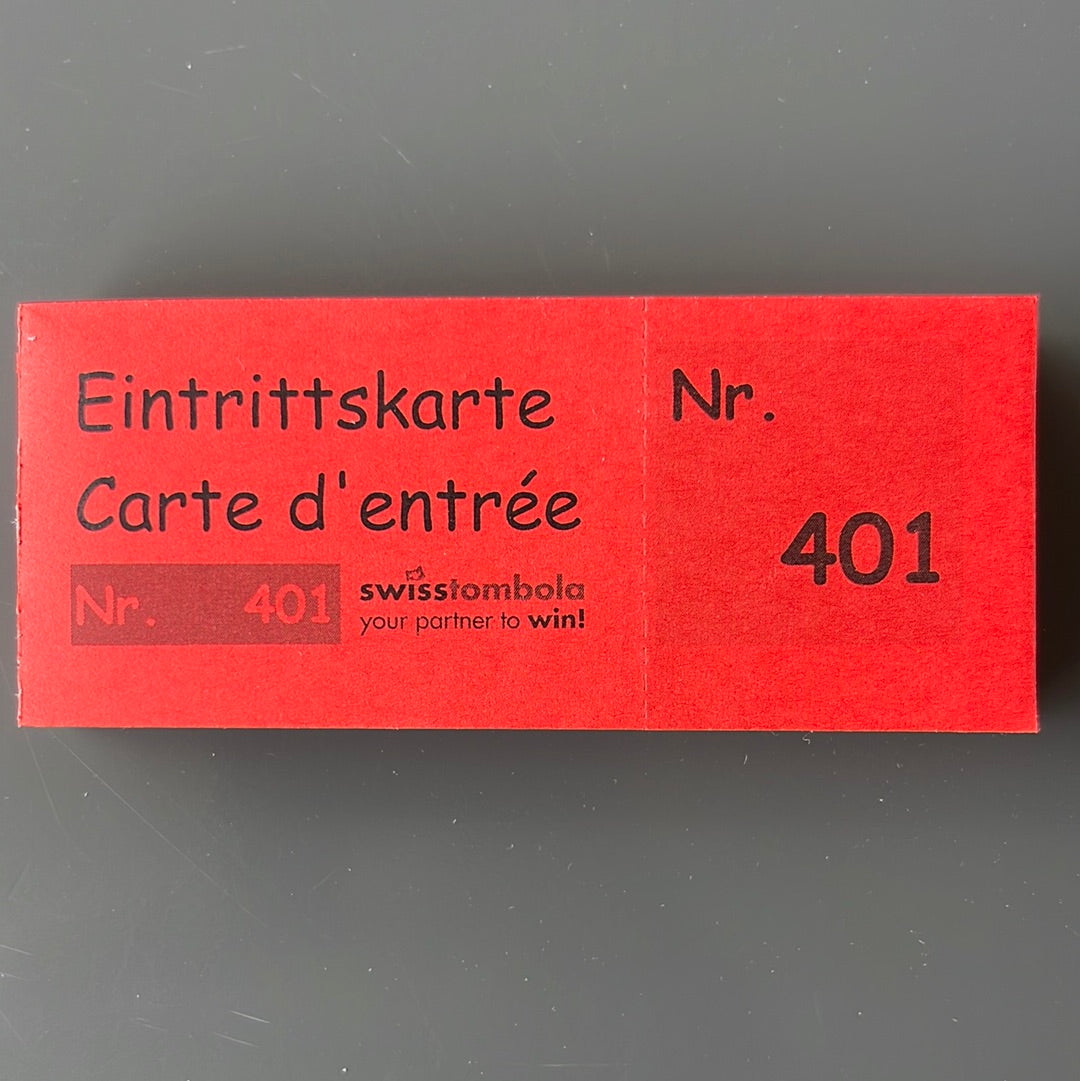 Eintrittskarte
Carte d'entrée
Nr. 401
swisstombola
your partner to win!
Nr.
401